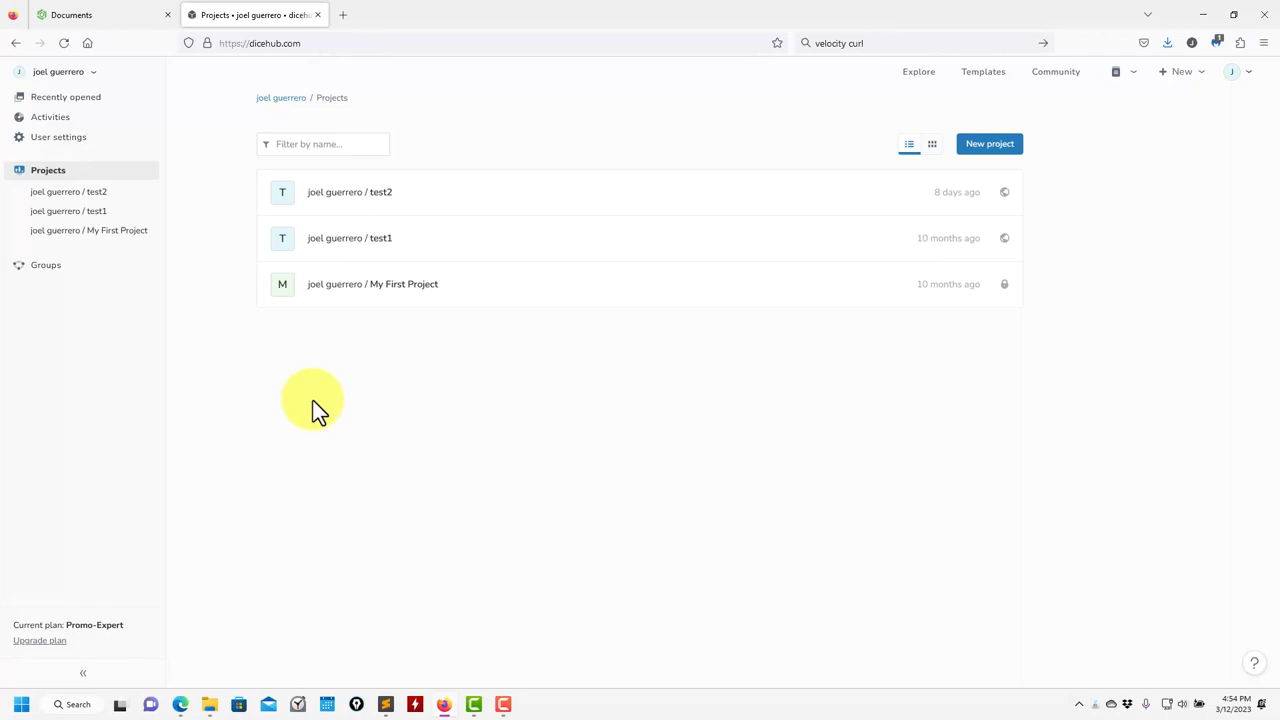 Documents
Projects • joel guerrero • dicehu
https://dicehub.com
velocity curl
1
J
joel guerrero
Explore
Templates
Community
New
J
Recently opened
Activities
User settings
Projects
joel guerrero / test2
joel guerrero / test1
joel guerrero / My First Project
Groups
joel guerrero / Projects
Filter by name...
New project
T
joel guerrero / test2
8 days ago
T
joel guerrero / test1
10 months ago
M
joel guerrero / My First Project
10 months ago
Current plan: Promo-Expert
Upgrade plan
«
?
Search
4:54 PM
3/12/2023